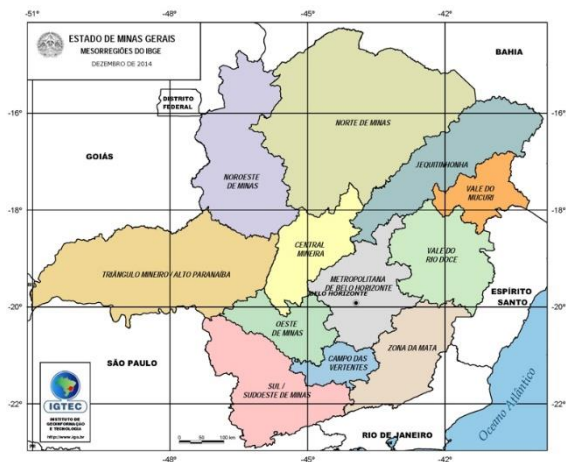 ESTADO DE MINAS GERAIS
MESORREGIÕES DO IBGE
DEZEMBRO DE 2014
BAHIA
DISTRITO
FEDERAL
-16°
-16°
NORTE DE MINAS
GOIÁS
JEQUITINHONHA
NOROESTE
DE MINAS
VALE DO
MUCURI
-18°
-18°
CENTRAL
MINEIRA
VALE DO
RIO DOCE
TRIÂNGULO MINEIRO / ALTO PARANAÍBA
METROPOLITANA
DE BELO HORIZONTE
BELO HORIZONTE
ESPÍRITO
SANTO
-20°
-20°
OESTE
DE MINAS
ZONA DA MATA
SÃO PAULO
CAMPO DAS
VERTENTES
SUL /
SUDOESTE DE MINAS
IGTEC
INSTITUTO DE
GEOINFORMAÇÃO
E TECNOLOGIA
Oceano Atlântico
-22°
-22°
RIO DE JANEIRO
-51°
-48°
-45°
-42°
-48°
-45°
-42°